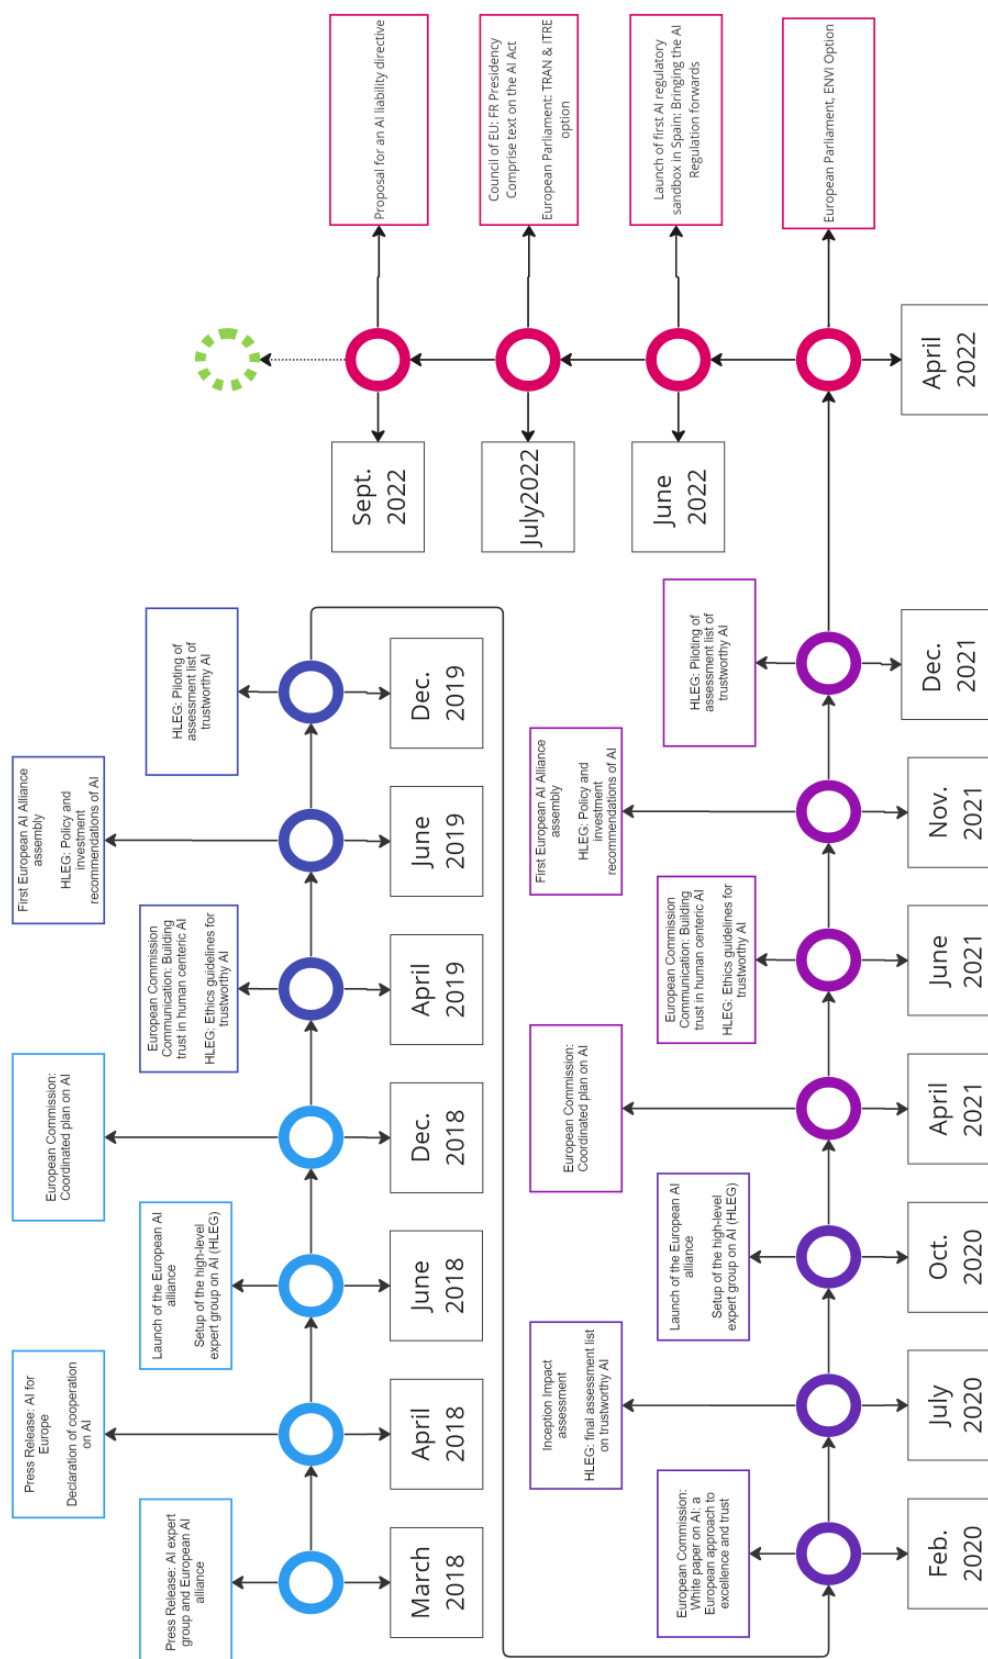 Press Release: AI expert
group and European AI
alliance
March
2018
Press Release: AI for
Europe
Declaration of cooperation
on AI
April
2018
Launch of the European AI
alliance
Setup of the high-level
expert group on AI (HLEG)
June
2018
European Commission:
Coordinated plan on AI
Dec.
2018
European Commission
Communication: Building
trust in human centeric AI
HLEG: Ethics guidelines for
trustworthy AI
April
2019
First European AI Alliance
assembly
HLEG: Policy and
investment
recommendations of AI
June
2019
HLEG: Piloting of
assessment list of
trustworthy AI
Dec.
2019
European Commission:
White paper on AI: a
European approach to
excellence and trust
Feb.
2020
Inception Impact
assessment
HLEG: final assessment list
on trustworthy AI
July
2020
Launch of the European AI
alliance
Setup of the high-level
expert group on AI (HLEG)
Oct.
2020
European Commission:
Coordinated plan on AI
April
2021
European Commission
Communication: Building
trust in human centeric AI
HLEG: Ethics guidelines for
trustworthy AI
June
2021
First European AI Alliance
assembly
HLEG: Policy and
investment
recommendations of AI
Nov.
2021
HLEG: Piloting of
assessment list of
trustworthy AI
Dec.
2021
European Parliament, ENVI Option
April
2022
Launch of first AI regulatory
sandbox in Spain: Bringing the AI
Regulation forwards
June
2022
Council of EU: FR Presidency
Comprise text on the AI Act
European Parliament: TRAN & ITRE
option
July2022
Proposal for an AI liability directive
Sept.
2022